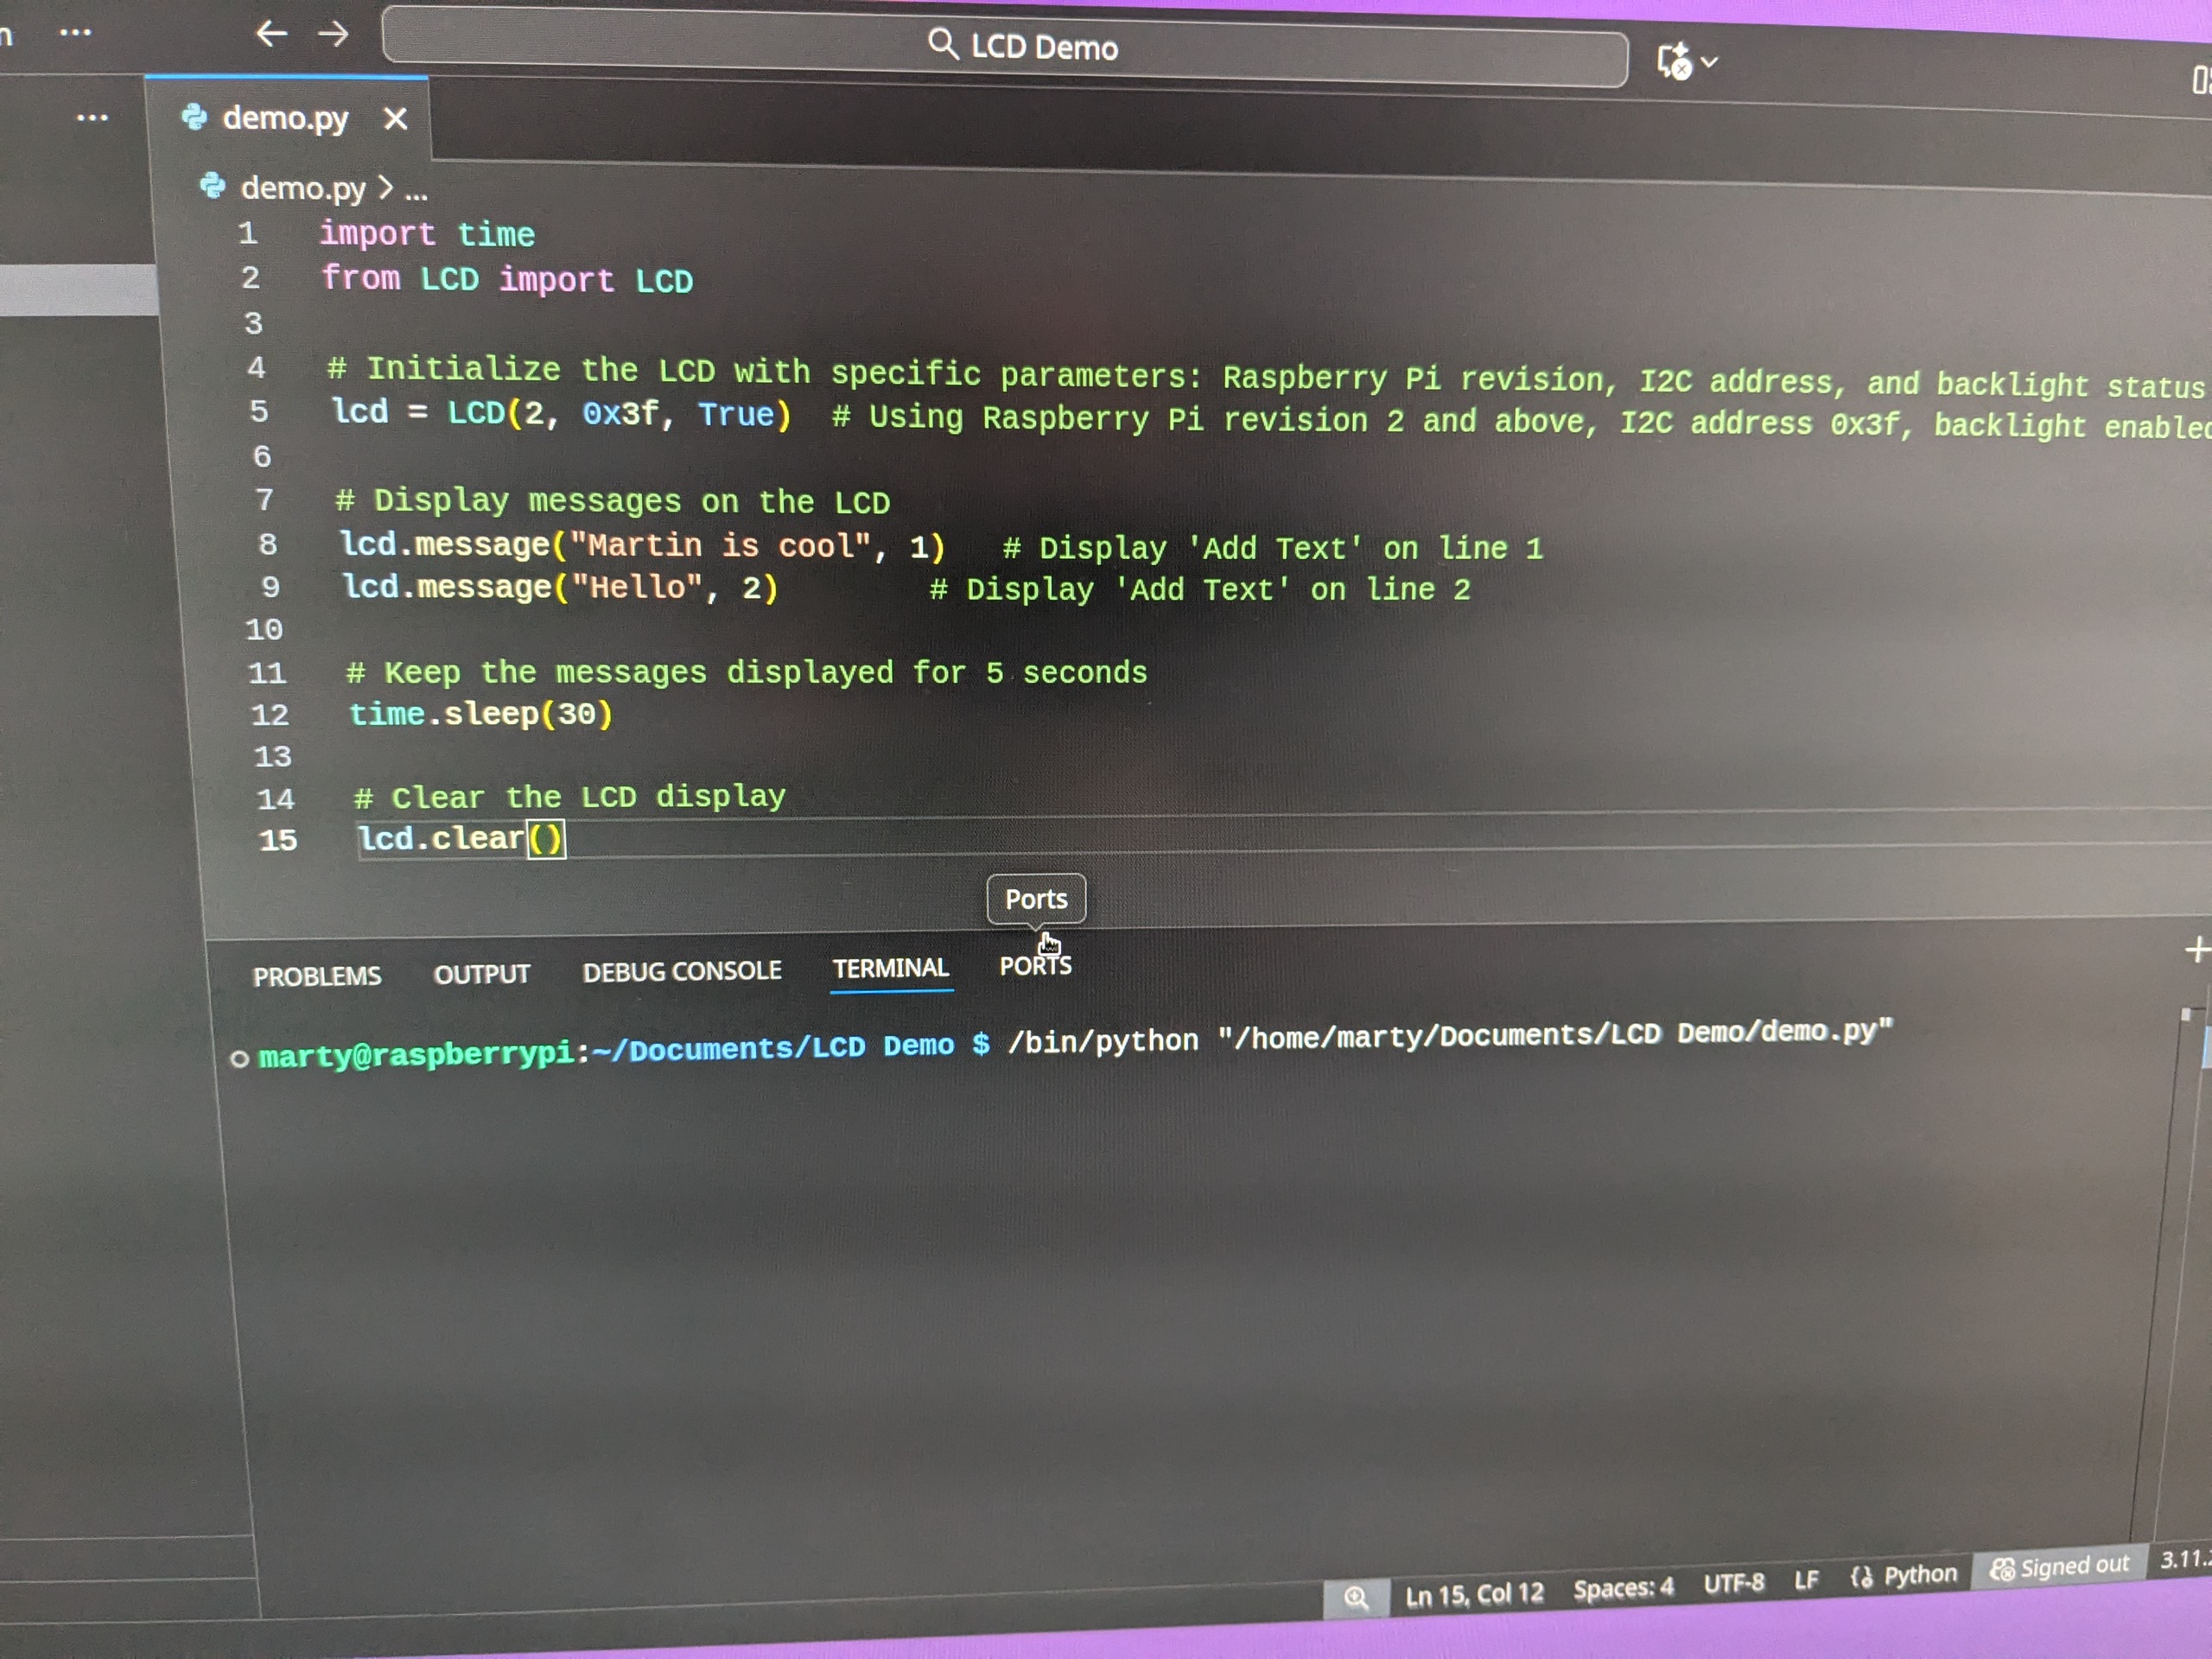 LCD Demo
demo.py
demo.py > ...
1 import time
2 from LCD import LCD
3
4 # Initialize the LCD with specific parameters: Raspberry Pi revision, I2C address, and backlight status
5 lcd = LCD(2, 0x3f, True)  # Using Raspberry Pi revision 2 and above, I2C address 0x3f, backlight enabled
6
7 # Display messages on the LCD
8 lcd.message("Martin is cool", 1)   # Display 'Add Text' on line 1
9 lcd.message("Hello", 2)        # Display 'Add Text' on line 2
10
11 # Keep the messages displayed for 5 seconds
12 time.sleep(30)
13
14 # Clear the LCD display
15 lcd.clear()
Ports
PROBLEMS OUTPUT DEBUG CONSOLE TERMINAL PORTS
marty@raspberrypi:~/Documents/LCD Demo $ /bin/python "/home/marty/Documents/LCD Demo/demo.py"
Ln 15, Col 12 Spaces: 4 UTF-8 LF Python Signed out 3.11.